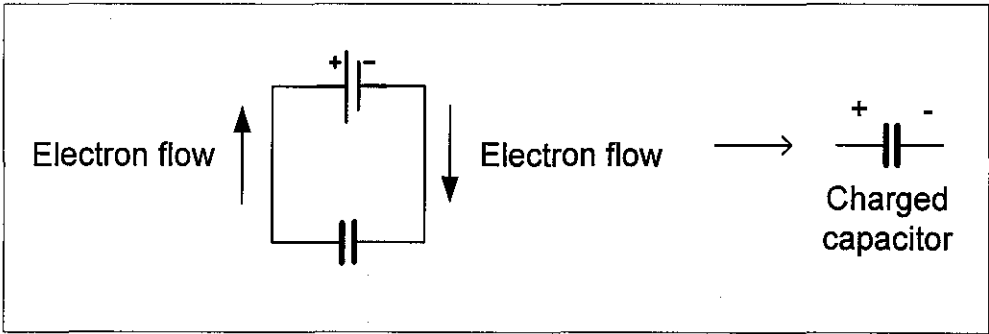 + -
Electron flow
Electron flow
+ -
Charged
capacitor